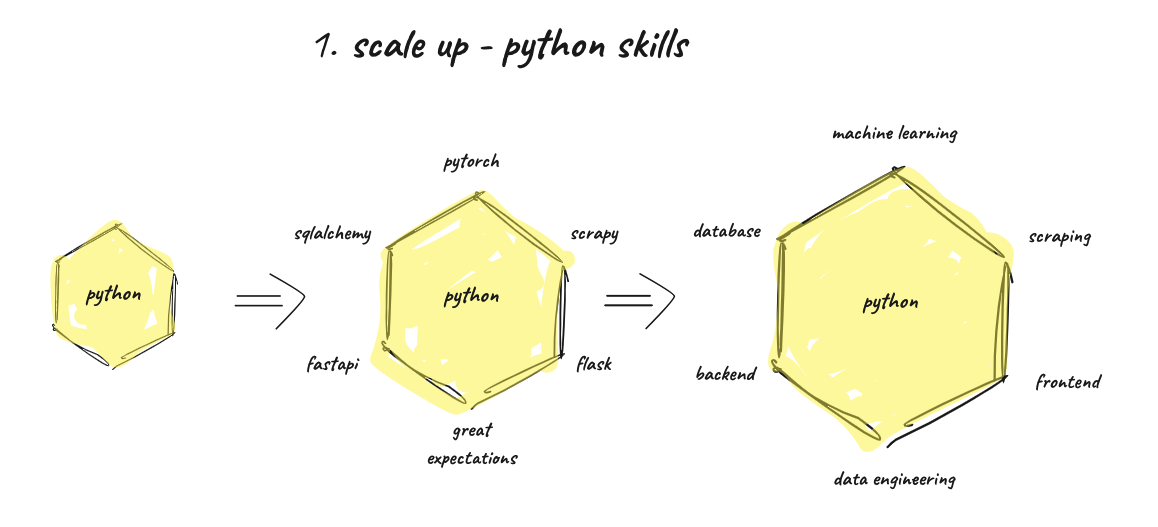 1. scale up - python skills
python
pytorch
sqlalchemy
scrapy
python
fastapi
flask
great
expectations
machine learning
database
scraping
python
backend
frontend
data engineering